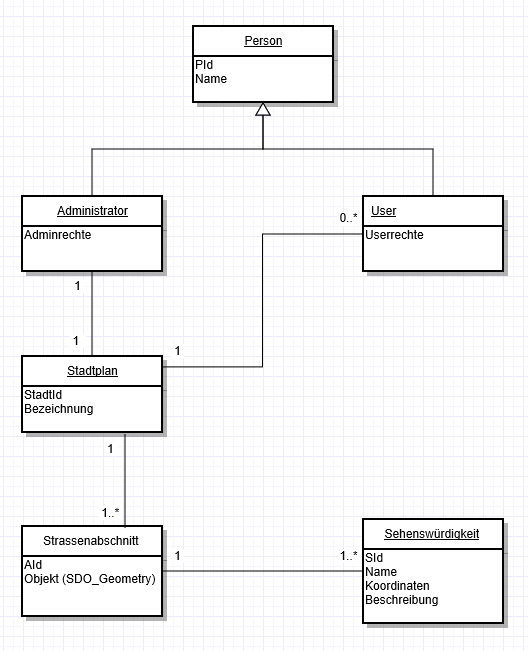 Person
PId
Name
Administrator
Adminrechte
0..*
User
Userrechte
1
1
1
Stadtplan
StadtId
Bezeichnung
1
1..*
Strassenabschnitt
AId
Objekt (SDO_Geometry)
1
1..*
Sehenswürdigkeit
SId
Name
Koordinaten
Beschreibung